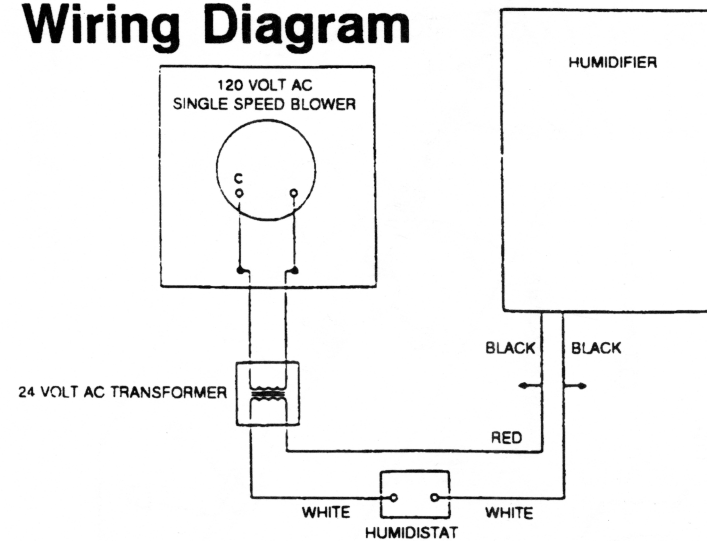 Wiring Diagram
HUMIDIFIER
120 VOLT AC
SINGLE SPEED BLOWER
C
BLACK
BLACK
24 VOLT AC TRANSFORMER
RED
WHITE
WHITE
HUMIDISTAT